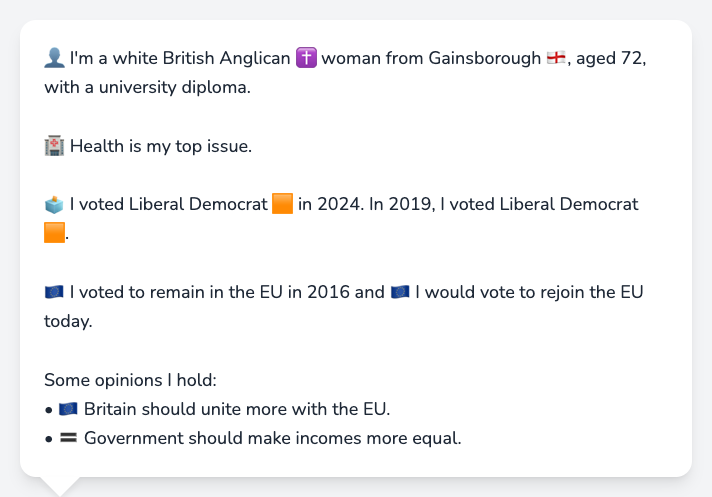 👤 I'm a white British Anglican ✝️ woman from Gainsborough 🏴󠁧󠁢󠁥󠁮󠁧󠁿, aged 72,
with a university diploma.
🏥 Health is my top issue.
🗳️ I voted Liberal Democrat 🟧 in 2024. In 2019, I voted Liberal Democrat
🟧.
🇪🇺 I voted to remain in the EU in 2016 and 🇪🇺 I would vote to rejoin the EU
today.
Some opinions I hold:
• 🇪🇺 Britain should unite more with the EU.
• 🟰 Government should make incomes more equal.